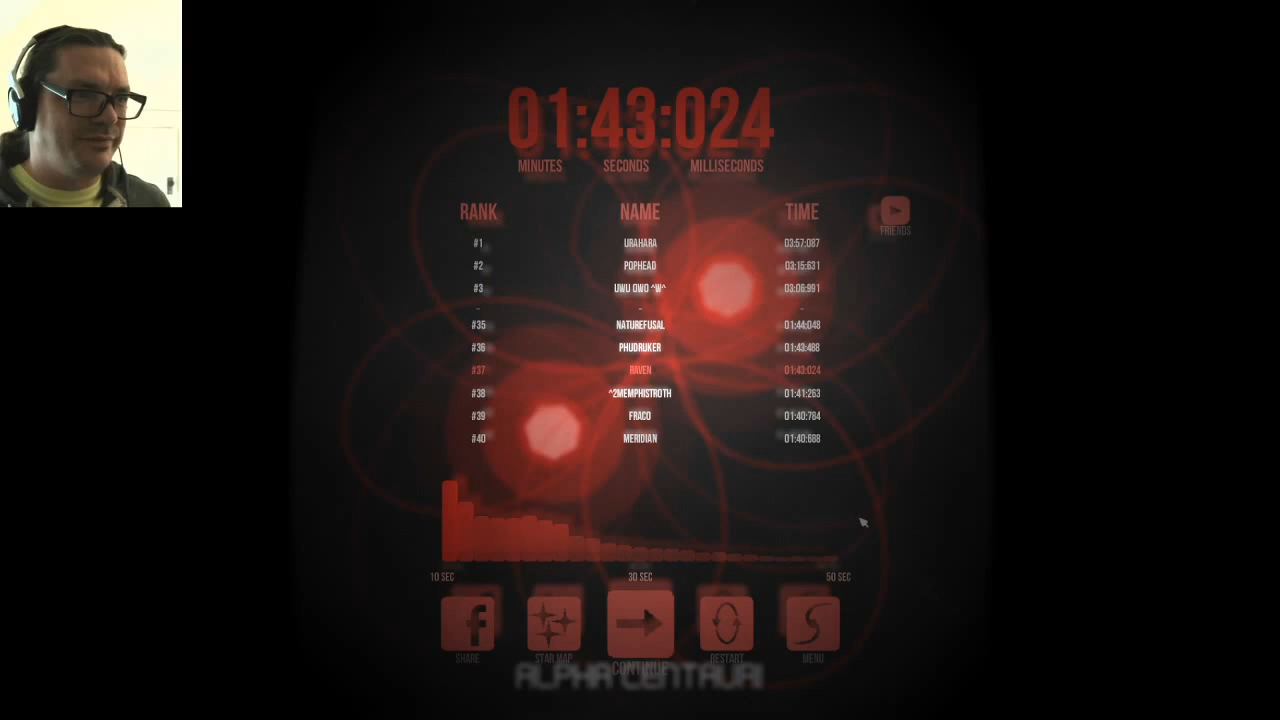 01:43:024
MINUTES SECONDS MILLISECONDS
RANK NAME TIME
FRIENDS
#1 URAHARA 03:57:087
#2 POPHEAD 03:15:631
#3 UWU OWO ^W^ 03:06:991
- - -
#35 NATUREFUSAL 01:44:048
#36 PHUDRUKER 01:43:488
#37 RAVEN 01:43:024
#38 ^2MEMPHISTROTH 01:41:263
#39 FRACO 01:40:784
#40 MERIDIAN 01:40:688
10 SEC 30 SEC 50 SEC
SHARE STAR MAP CONTINUE RESTART MENU
ALPHA CENTAURI